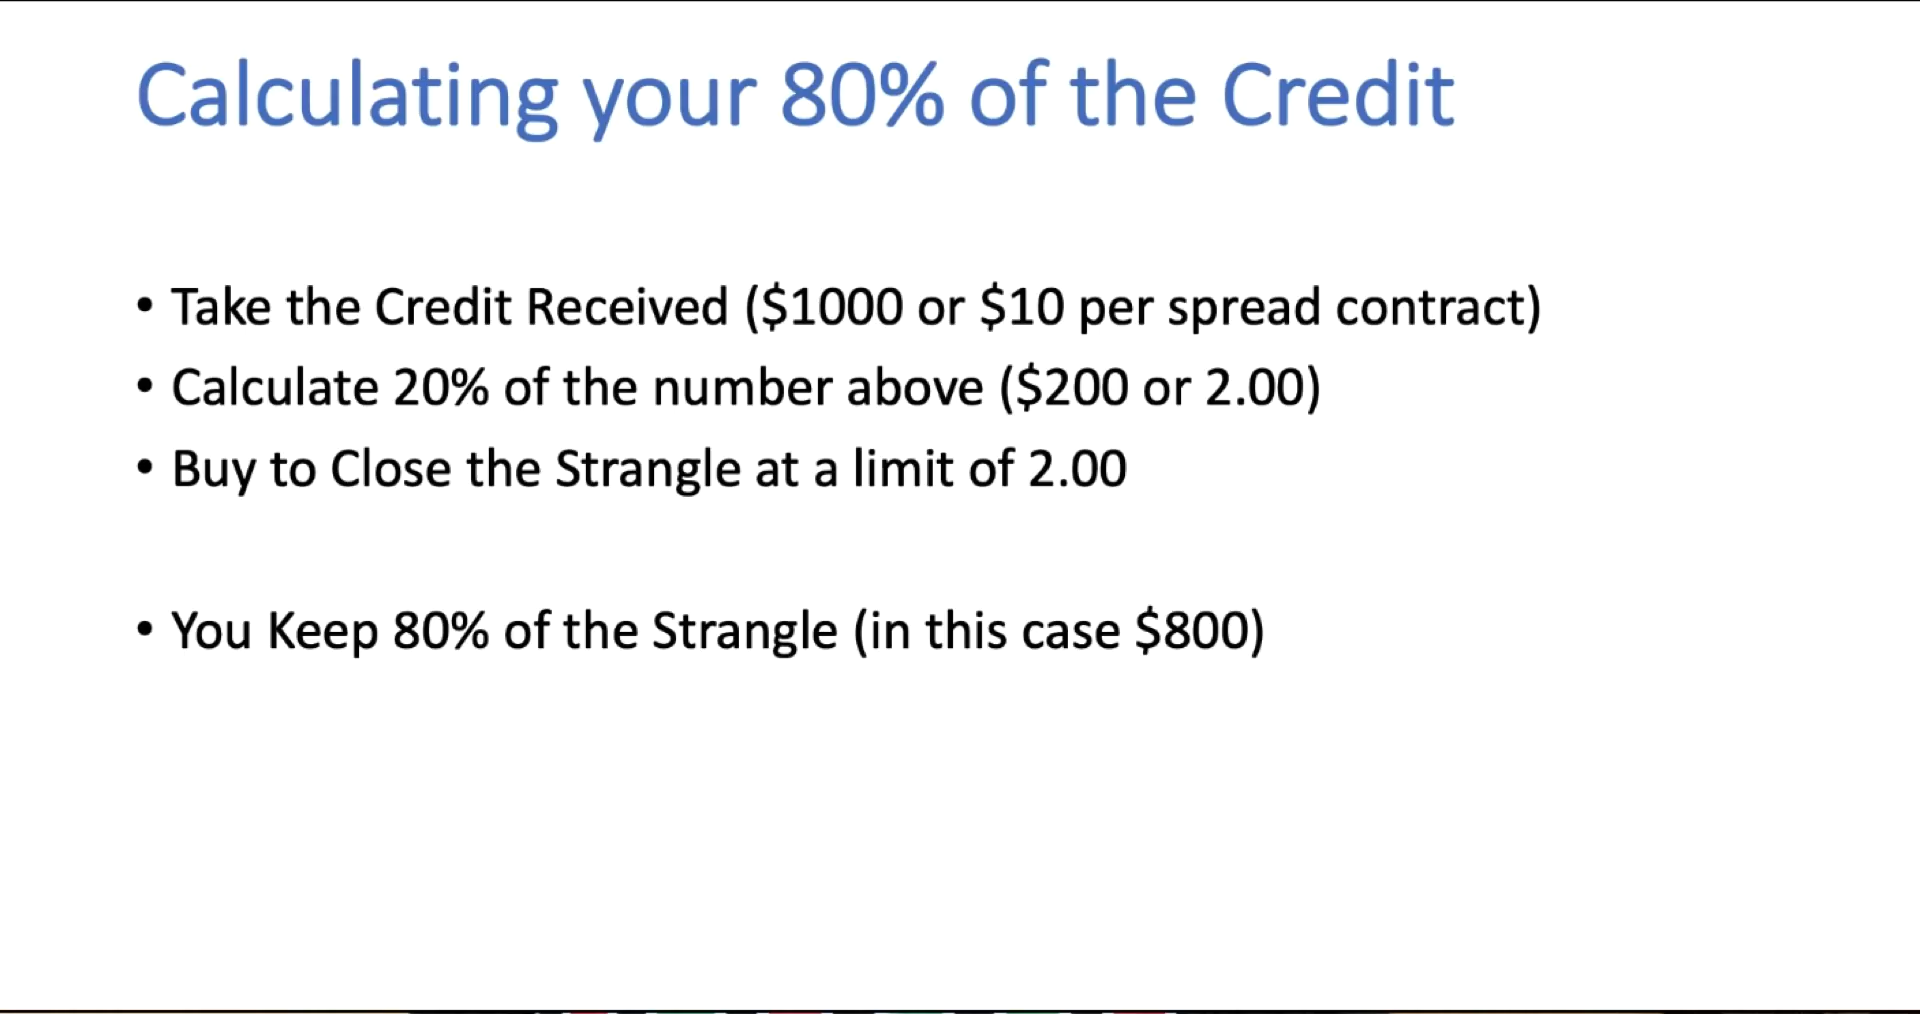 Calculating your 80% of the Credit
• Take the Credit Received ($1000 or $10 per spread contract)
• Calculate 20% of the number above ($200 or 2.00)
• Buy to Close the Strangle at a limit of 2.00
• You Keep 80% of the Strangle (in this case $800)